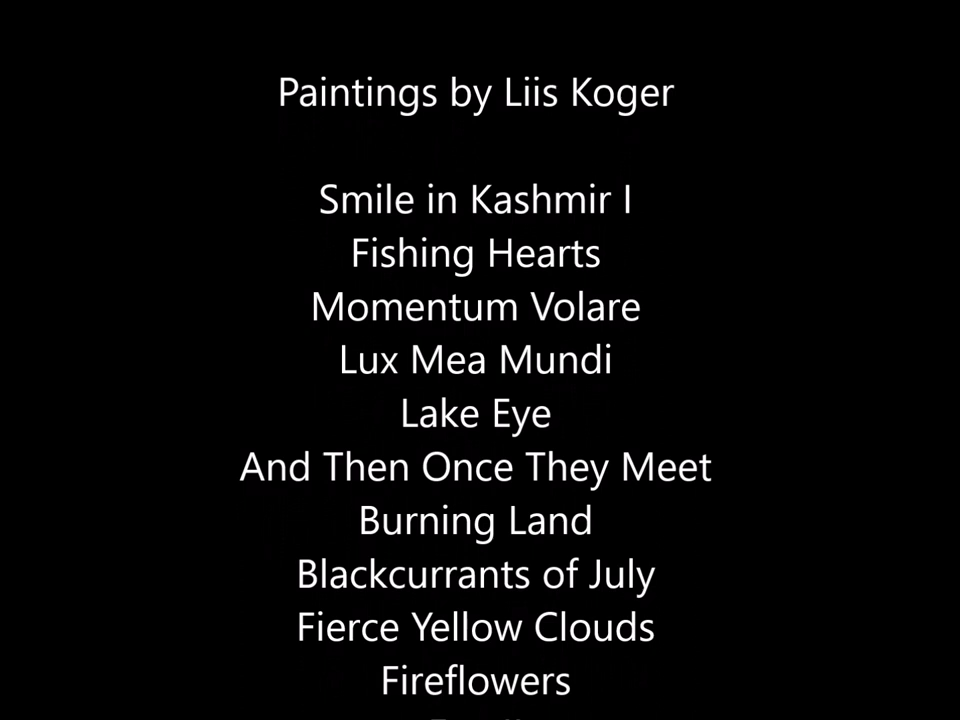 Paintings by Liis Koger
Smile in Kashmir I
Fishing Hearts
Momentum Volare
Lux Mea Mundi
Lake Eye
And Then Once They Meet
Burning Land
Blackcurrants of July
Fierce Yellow Clouds
Fireflowers